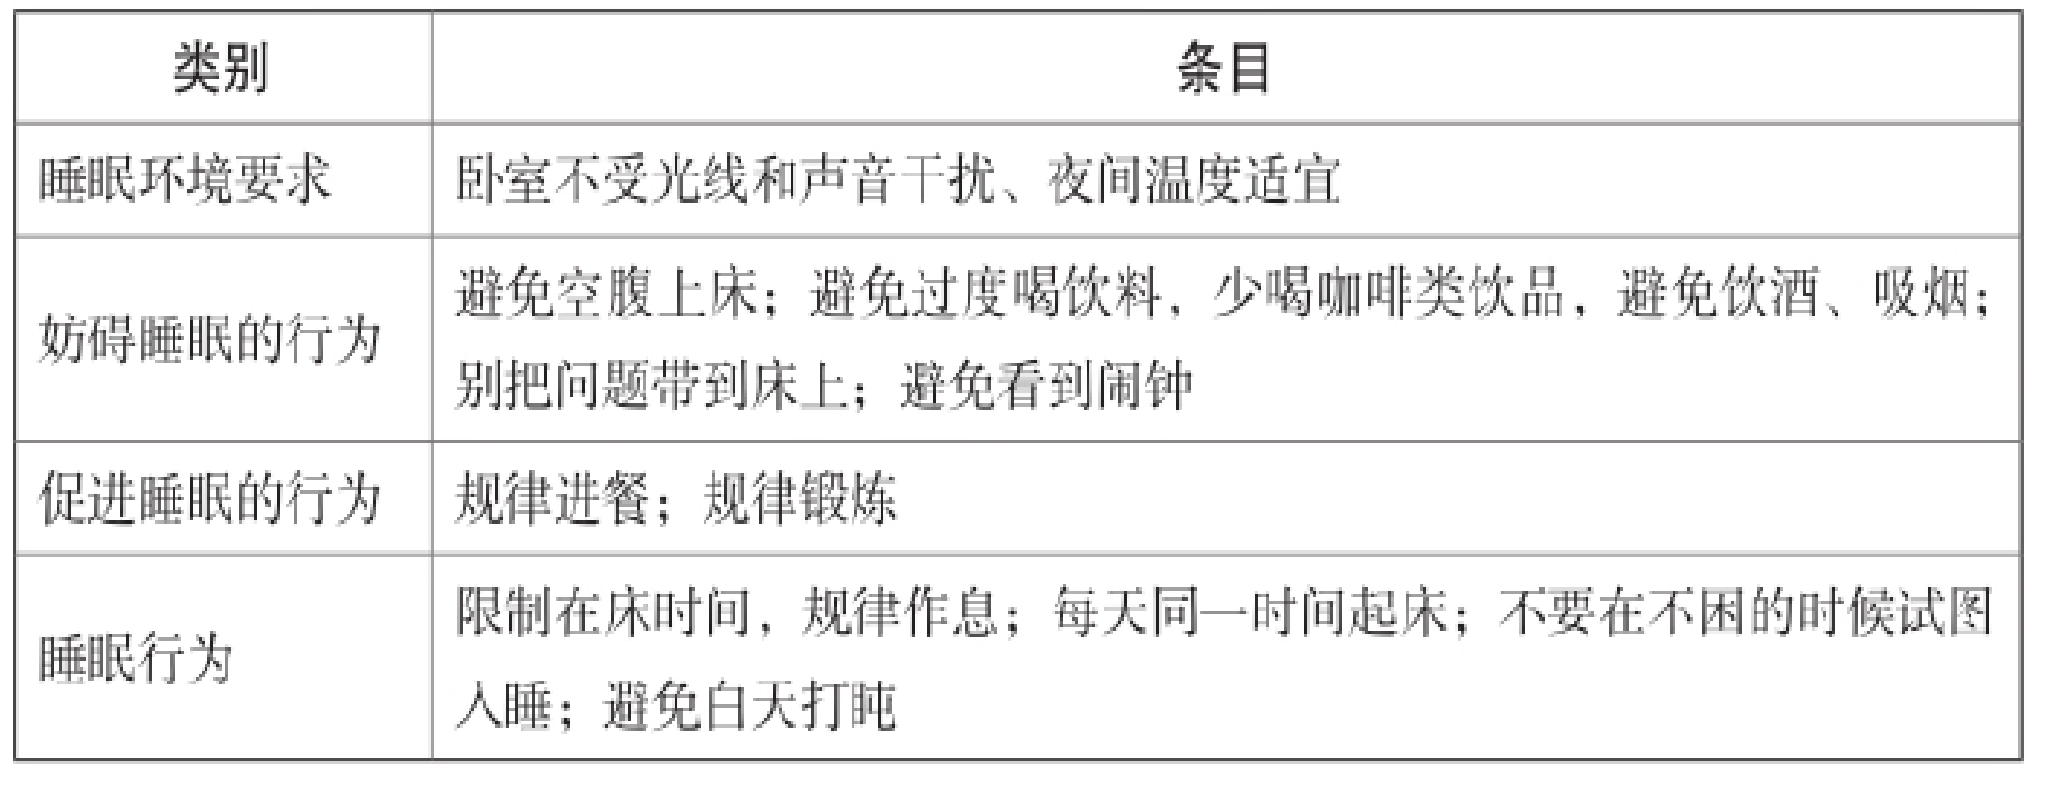 类别
条目
睡眠环境要求
卧室不受光线和声音干扰、夜间温度适宜
妨碍睡眠的行为
避免空腹上床；避免过度喝饮料，少喝咖啡类饮品，避免饮酒、吸烟；
别把问题带到床上；避免看到闹钟
促进睡眠的行为
规律进餐；规律锻炼
睡眠行为
限制在床时间，规律作息；每天同一时间起床；不要在不困的时候试图
入睡；避免白天打盹